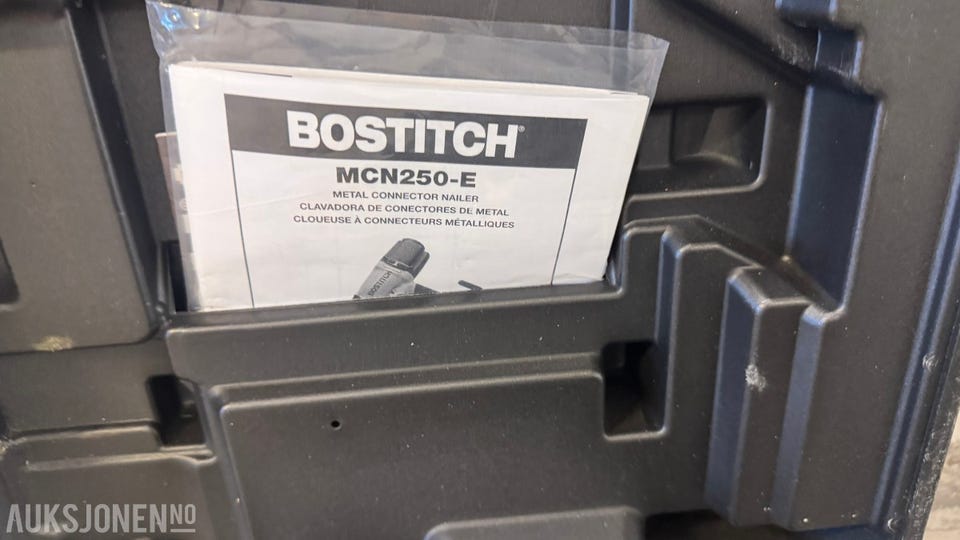 BOSTITCH®
MCN250-E
METAL CONNECTOR NAILER
CLAVADORA DE CONECTORES DE METAL
CLOUEUSE À CONNECTEURS MÉTALLIQUES
BOSTITCH
AUKSJONEN.NO